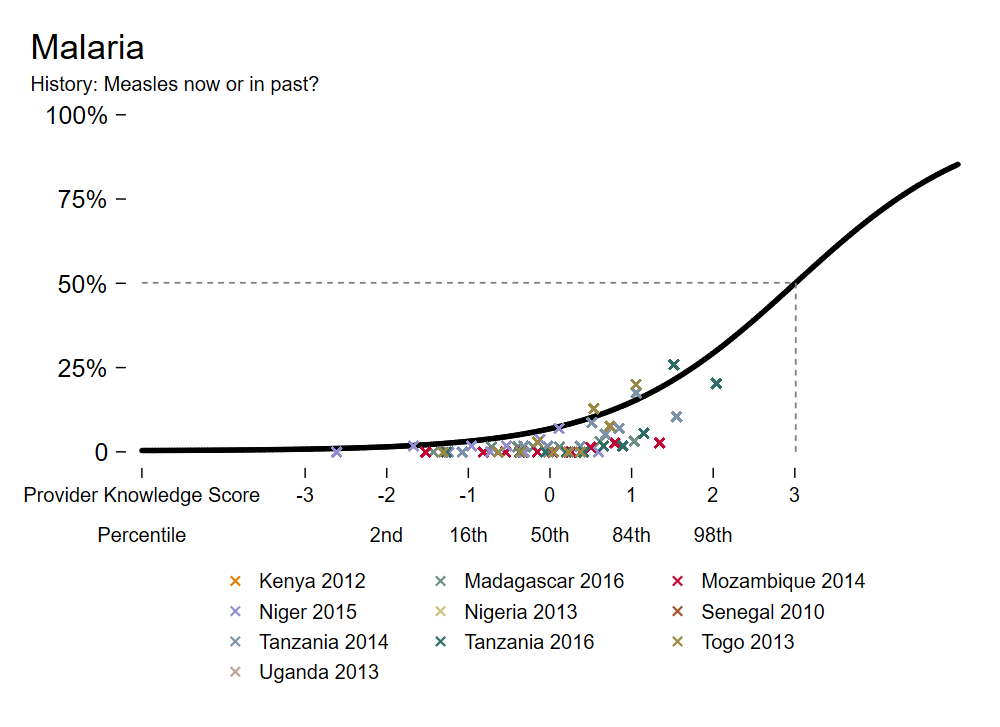 Malaria
History: Measles now or in past?
100%
75%
50%
25%
0
Provider Knowledge Score -3 -2 -1 0 1 2 3
Percentile 2nd 16th 50th 84th 98th
Kenya 2012 Madagascar 2016 Mozambique 2014
Niger 2015 Nigeria 2013 Senegal 2010
Tanzania 2014 Tanzania 2016 Togo 2013
Uganda 2013